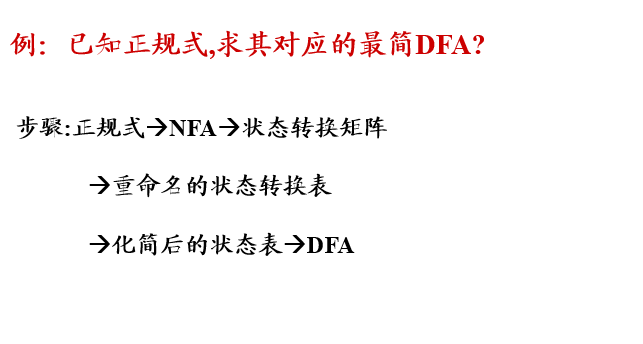 例: 已知正规式,求其对应的最简DFA?
步骤:正规式→NFA→状态转换矩阵
→重命名的状态转换表
→化简后的状态表→DFA